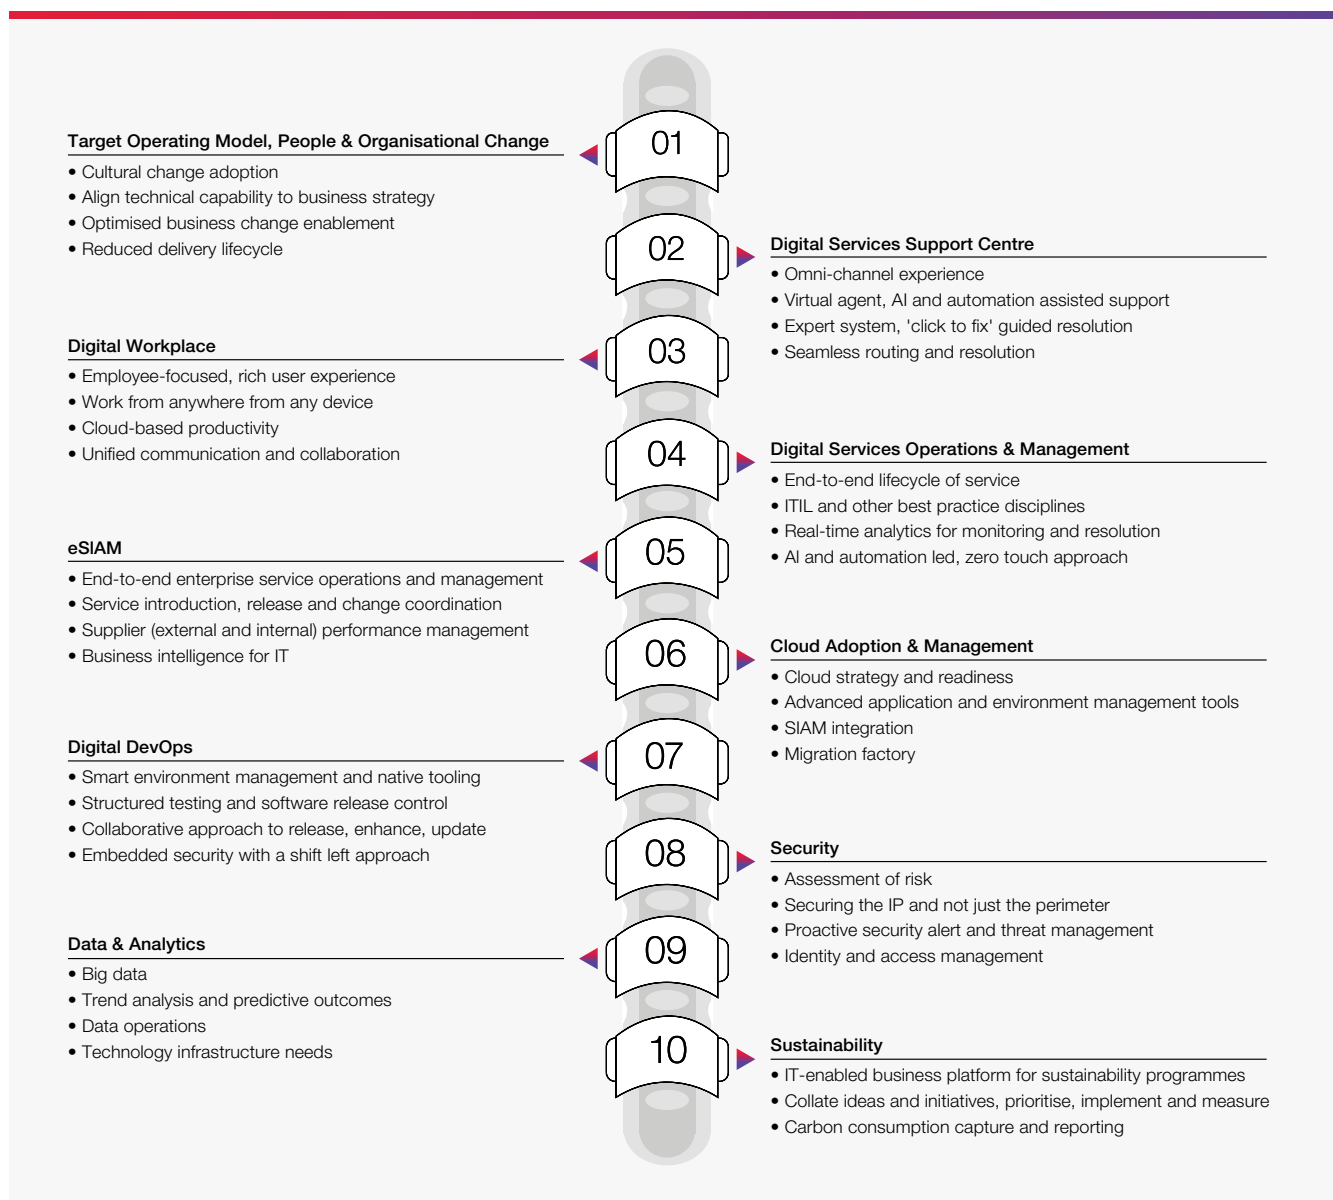 01
Target Operating Model, People & Organisational Change
• Cultural change adoption
• Align technical capability to business strategy
• Optimised business change enablement
• Reduced delivery lifecycle
02
Digital Services Support Centre
• Omni-channel experience
• Virtual agent, AI and automation assisted support
• Expert system, 'click to fix' guided resolution
• Seamless routing and resolution
03
Digital Workplace
• Employee-focused, rich user experience
• Work from anywhere from any device
• Cloud-based productivity
• Unified communication and collaboration
04
Digital Services Operations & Management
• End-to-end lifecycle of service
• ITIL and other best practice disciplines
• Real-time analytics for monitoring and resolution
• AI and automation led, zero touch approach
05
eSIAM
• End-to-end enterprise service operations and management
• Service introduction, release and change coordination
• Supplier (external and internal) performance management
• Business intelligence for IT
06
Cloud Adoption & Management
• Cloud strategy and readiness
• Advanced application and environment management tools
• SIAM integration
• Migration factory
07
Digital DevOps
• Smart environment management and native tooling
• Structured testing and software release control
• Collaborative approach to release, enhance, update
• Embedded security with a shift left approach
08
Security
• Assessment of risk
• Securing the IP and not just the perimeter
• Proactive security alert and threat management
• Identity and access management
09
Data & Analytics
• Big data
• Trend analysis and predictive outcomes
• Data operations
• Technology infrastructure needs
10
Sustainability
• IT-enabled business platform for sustainability programmes
• Collate ideas and initiatives, prioritise, implement and measure
• Carbon consumption capture and reporting